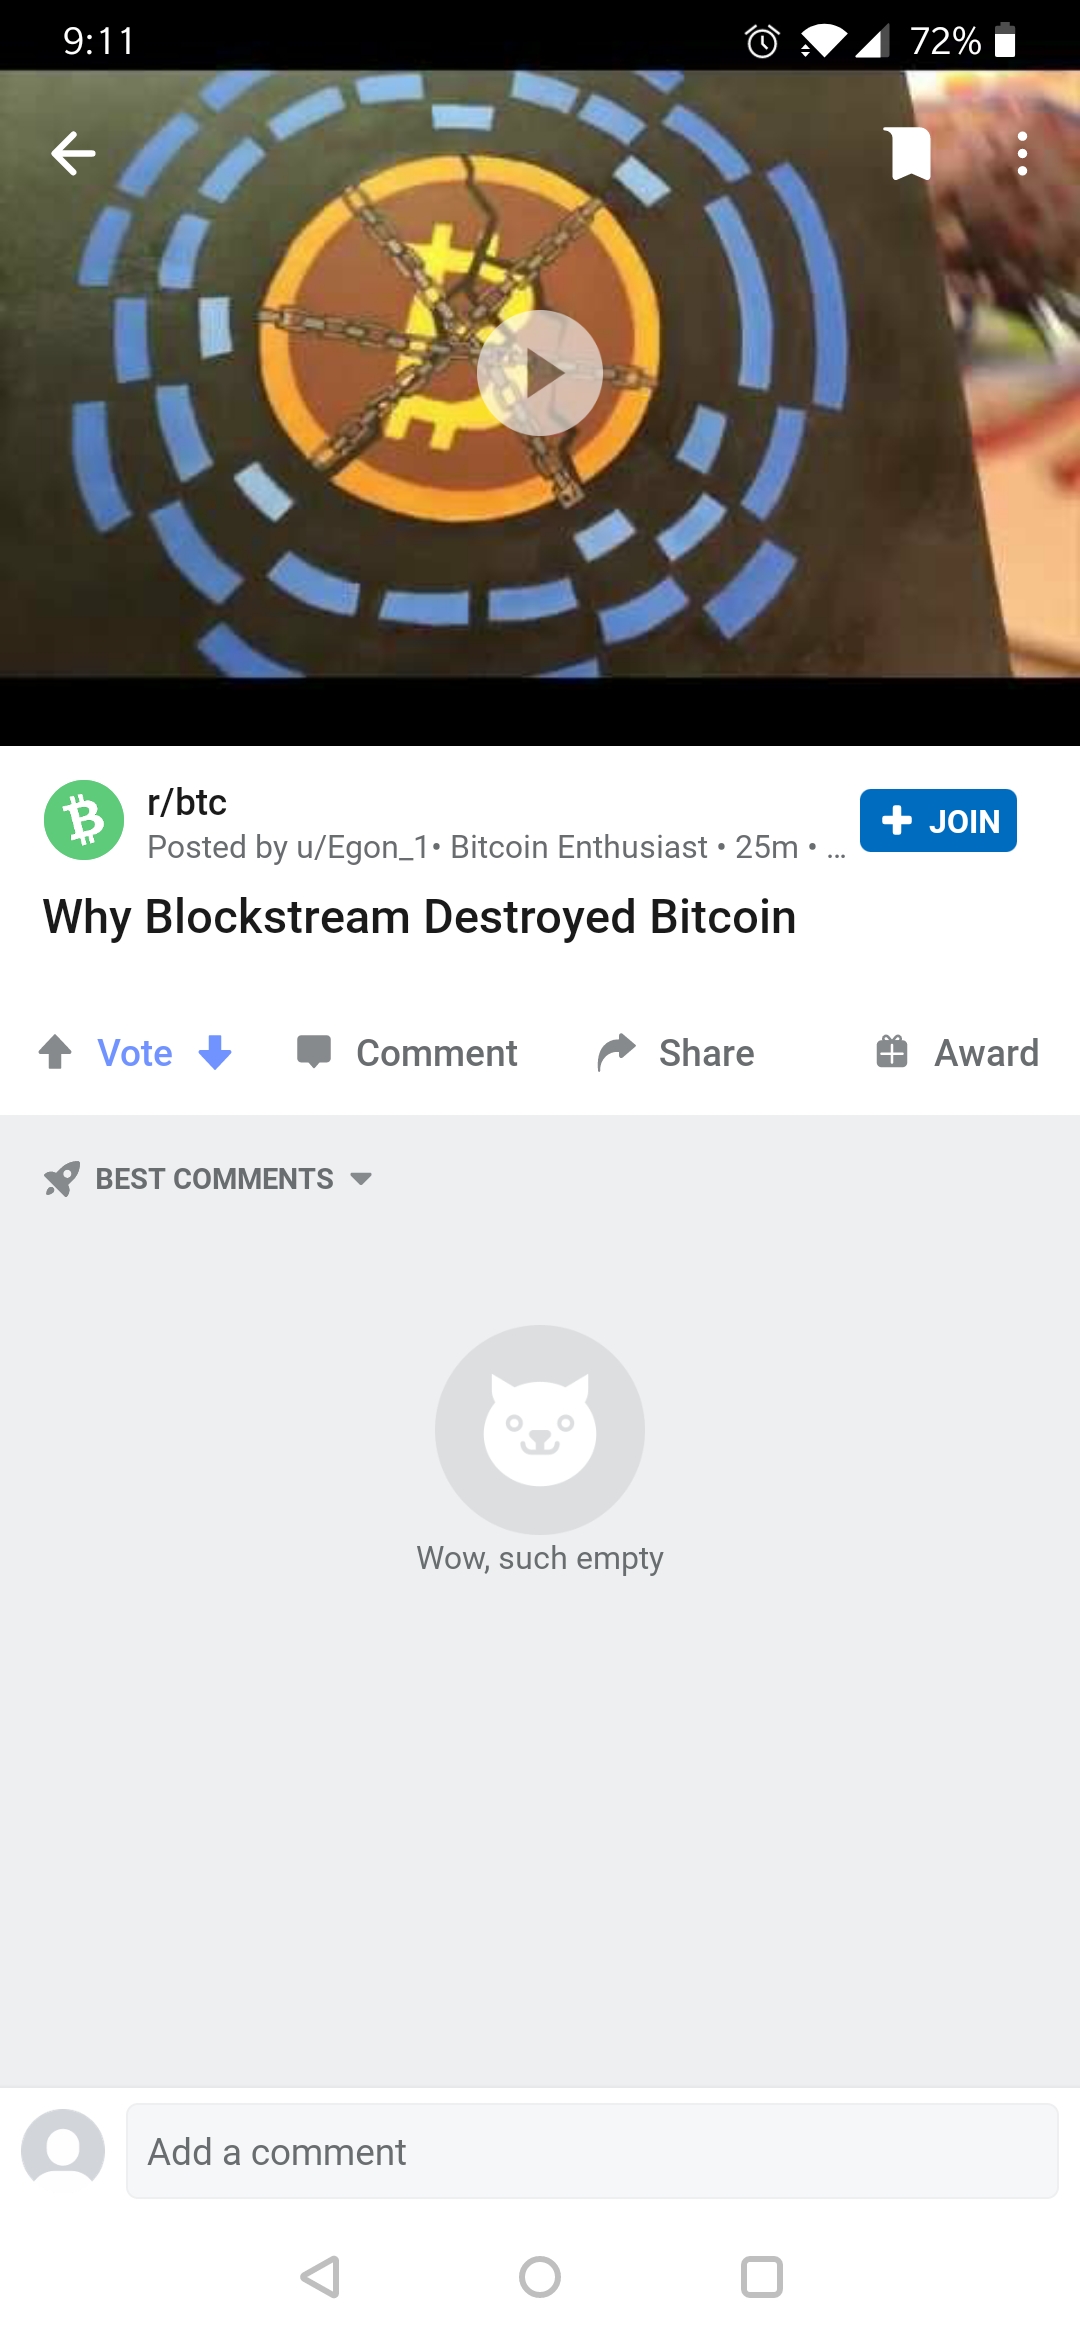 9:11
72%
r/btc
JOIN
Posted by u/Egon_1• Bitcoin Enthusiast • 25m • ...
Why Blockstream Destroyed Bitcoin
Vote
Comment
Share
Award
BEST COMMENTS
Wow, such empty
Add a comment